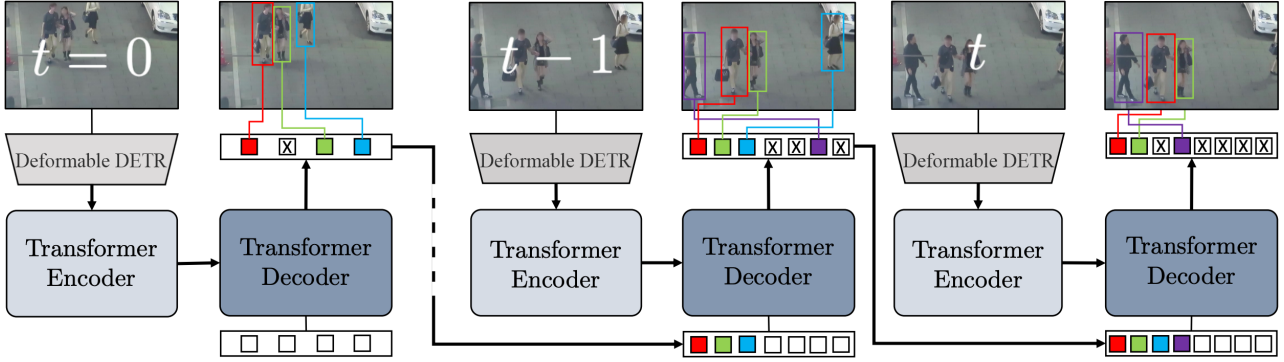 t = 0
Deformable DETR
Transformer
Encoder
X
Transformer
Decoder
t − 1
Deformable DETR
Transformer
Encoder
X X X
Transformer
Decoder
t
Deformable DETR
Transformer
Encoder
X X X X X
Transformer
Decoder